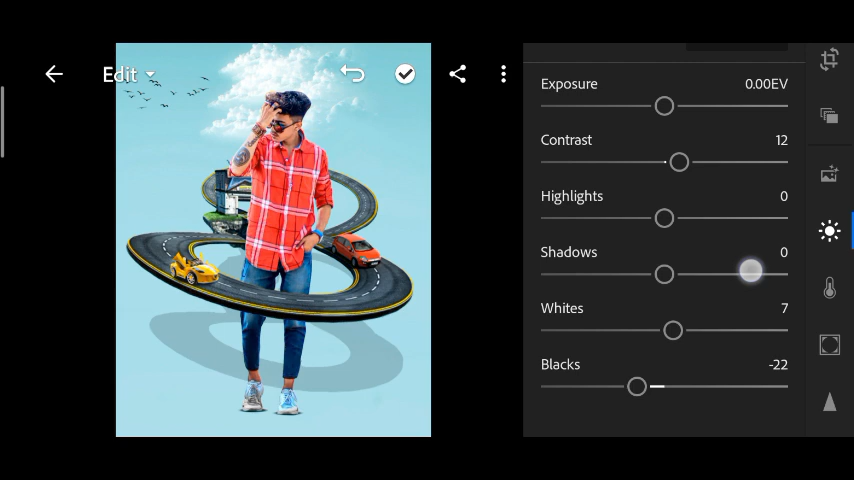 Edit
Exposure 0.00EV
Contrast 12
Highlights 0
Shadows 0
Whites 7
Blacks -22